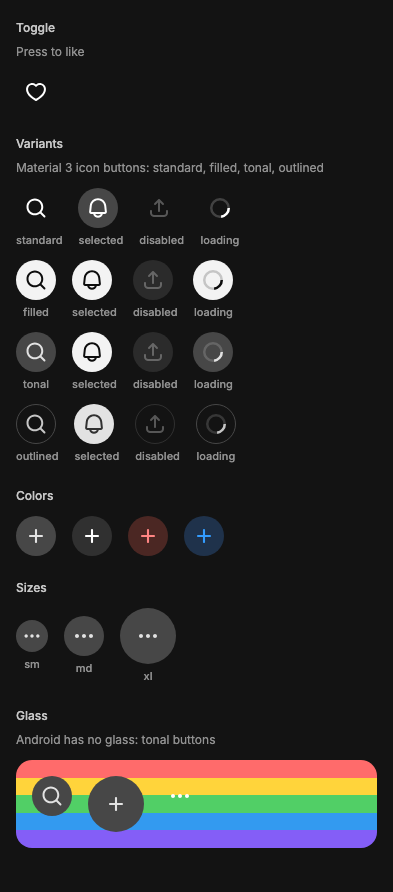 Toggle
Press to like
Variants
Material 3 icon buttons: standard, filled, tonal, outlined
standard selected disabled loading
filled selected disabled loading
tonal selected disabled loading
outlined selected disabled loading
Colors
Sizes
sm md xl
Glass
Android has no glass: tonal buttons